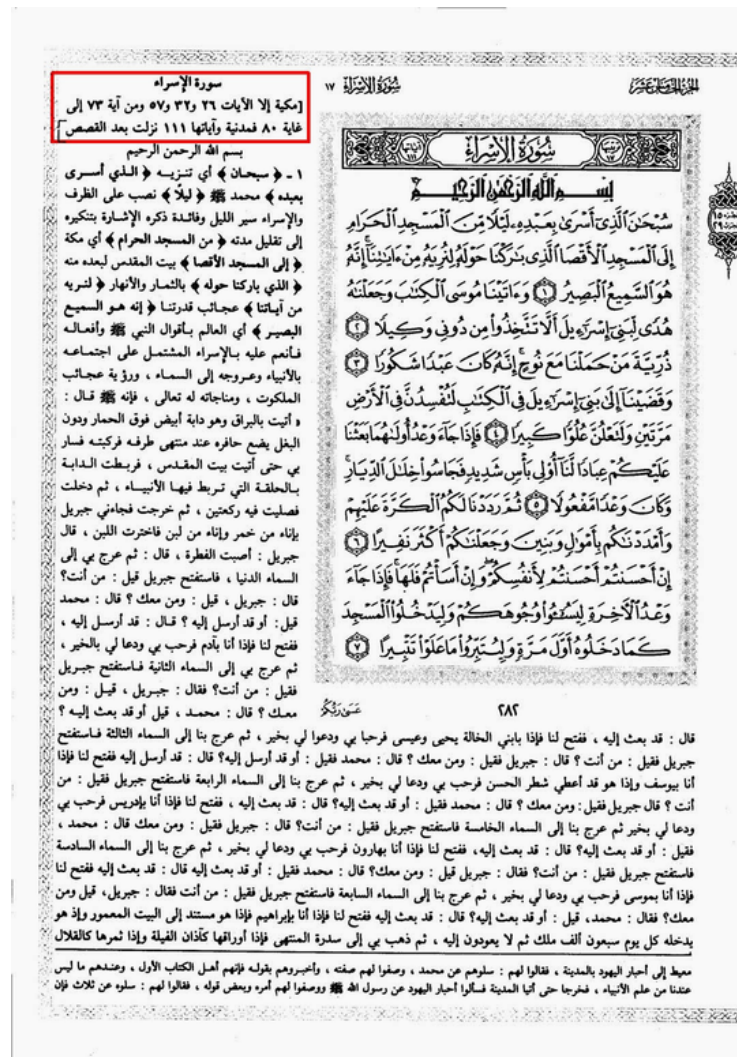 الجزء الخامس عشر
سورة الإسراء ١٧
سورة الإسراء
[مكية إلا الآيات ٢٦ و٣٢ و٥٧ ومن آية ٧٣ إلى
غاية ٨٠ فمدنية وآياتها ١١١ نزلت بعد القصص]
بسم الله الرحمن الرحيم
١ - ﴿ سبحان ﴾ أي تنزيه ﴿ الذي أسرى
بعبده ﴾ محمد ﷺ ﴿ ليلًا ﴾ نصب على الظرف
والإسراء سير الليل وفائدة ذكره الإشارة بتنكيره
إلى تقليل مدته ﴿ من المسجد الحرام ﴾ أي مكة
﴿ إلى المسجد الأقصا ﴾ بيت المقدس لبعده منه
﴿ الذي باركنا حوله ﴾ بالثمار والأنهار ﴿ لنريه
من آياتنا ﴾ عجائب قدرتنا ﴿ إنه هو السميع
البصير ﴾ أي العالم بأقوال النبي ﷺ وأفعاله
فأنعم عليه بالإسراء المشتمل على اجتماعه
بالأنبياء وعروجه إلى السماء ، ورؤية عجائب
الملكوت ، ومناجاته له تعالى ، فإنه ﷺ قال :
« أتيت بالبراق وهو دابة أبيض فوق الحمار ودون
البغل يضع حافره عند منتهى طرفه فركبته فسار
بي حتى أتيت بيت المقدس ، فربطت الدابة
بالحلقة التي تربط فيها الأنبياء ، ثم دخلت
فصليت فيه ركعتين ، ثم خرجت فجاءني جبريل
بإناء من خمر وإناء من لبن فاخترت اللبن ، قال
جبريل : أصبت الفطرة ، قال : ثم عرج بي إلى
السماء الدنيا ، فاستفتح جبريل قيل : من أنت؟
قال : جبريل ، قيل : ومن معك ؟ قال : محمد
قيل: أو قد أرسل إليه ؟ قال : قد أرسل إليه ،
ففتح لنا فإذا أنا بآدم فرحب بي ودعا لي بالخير ،
ثم عرج بي إلى السماء الثانية فاستفتح جبريل
فقيل : من أنت؟ فقال : جبريل ، قيل : ومن
معك ؟ قال : محمد ، قيل أو قد بعث إليه ؟
ترتيبها ١٧
سورة الإسراء
آياتها ١١١
بسم الله الرحمن الرحيم
سُبْحَٰنَ ٱلَّذِىٓ أَسْرَىٰ بِعَبْدِهِۦ لَيْلًا مِّنَ ٱلْمَسْجِدِ ٱلْحَرَامِ
إِلَى ٱلْمَسْجِدِ ٱلْأَقْصَا ٱلَّذِى بَٰرَكْنَا حَوْلَهُۥ لِنُرِيَهُۥ مِنْ ءَايَٰتِنَآ ۚ إِنَّهُۥ
هُوَ ٱلسَّمِيعُ ٱلْبَصِيرُ ١ وَءَاتَيْنَا مُوسَى ٱلْكِتَٰبَ وَجَعَلْنَٰهُ
هُدًى لِّبَنِىٓ إِسْرَٰٓءِيلَ أَلَّا تَتَّخِذُوا۟ مِن دُونِى وَكِيلًا ٢
ذُرِّيَّةَ مَنْ حَمَلْنَا مَعَ نُوحٍ ۚ إِنَّهُۥ كَانَ عَبْدًا شَكُورًا ٣
وَقَضَيْنَآ إِلَىٰ بَنِىٓ إِسْرَٰٓءِيلَ فِى ٱلْكِتَٰبِ لَتُفْسِدُنَّ فِى ٱلْأَرْضِ
مَرَّتَيْنِ وَلَتَعْلُنَّ عُلُوًّا كَبِيرًا ٤ فَإِذَا جَآءَ وَعْدُ أُولَىٰهُمَا بَعَثْنَا
عَلَيْكُمْ عِبَادًا لَّنَآ أُو۟لِى بَأْسٍ شَدِيدٍ فَجَاسُوا۟ خِلَٰلَ ٱلدِّيَارِ ۚ
وَكَانَ وَعْدًا مَّفْعُولًا ٥ ثُمَّ رَدَدْنَا لَكُمُ ٱلْكَرَّةَ عَلَيْهِمْ
وَأَمْدَدْنَٰكُم بِأَمْوَٰلٍ وَبَنِينَ وَجَعَلْنَٰكُمْ أَكْثَرَ نَفِيرًا ٦
إِنْ أَحْسَنتُمْ أَحْسَنتُمْ لِأَنفُسِكُمْ ۖ وَإِنْ أَسَأْتُمْ فَلَهَا ۚ فَإِذَا جَآءَ
وَعْدُ ٱلْءَاخِرَةِ لِيَسُۥٓـُٔوا۟ وُجُوهَكُمْ وَلِيَدْخُلُوا۟ ٱلْمَسْجِدَ
كَمَا دَخَلُوهُ أَوَّلَ مَرَّةٍ وَلِيُتَبِّرُوا۟ مَا عَلَوْا۟ تَتْبِيرًا ٧
عَسَىٰ رَبُّكُمْ
٢٨٢
قال : قد بعث إليه ، ففتح لنا فإذا بابني الخالة يحيى وعيسى فرحبا بي ودعوا لي بخير ، ثم عرج بنا إلى السماء الثالثة فاستفتح
جبريل فقيل : من أنت ؟ قال : جبريل فقيل : ومن معك ؟ قال : محمد فقيل : أو قد أرسل إليه؟ قال : قد أرسل إليه ففتح لنا فإذا
أنا بيوسف وإذا هو قد أعطي شطر الحسن فرحب بي ودعا لي بخير ، ثم عرج بنا إلى السماء الرابعة فاستفتح جبريل فقيل : من
أنت ؟ قال جبريل فقيل : ومن معك ؟ قال : محمد فقيل : أو قد بعث إليه؟ قال : قد بعث إليه ، ففتح لنا فإذا أنا بإدريس فرحب بي
ودعا لي بخير ثم عرج بنا إلى السماء الخامسة فاستفتح جبريل فقيل : من أنت؟ قال : جبريل فقيل : ومن معك قال : محمد ،
فقيل : أو قد بعث إليه؟ قال : قد بعث إليه، ففتح لنا فإذا أنا بهارون فرحب بي ودعا لي بخير ، ثم عرج بنا إلى السماء السادسة
فاستفتح جبريل فقيل : من أنت؟ فقال : جبريل قيل : ومن معك؟ قال : محمد فقيل : أو قد بعث إليه قال : قد بعث إليه ففتح لنا
فإذا أنا بموسى فرحب بي ودعا لي بخير ، ثم عرج بنا إلى السماء السابعة فاستفتح جبريل فقيل : من أنت فقال : جبريل، قيل ومن
معك؟ فقال : محمد، قيل : أو قد بعث إليه؟ قال : قد بعث إليه ففتح لنا فإذا أنا بإبراهيم فإذا هو مستند إلى البيت المعمور وإذ هو
يدخله كل يوم سبعون ألف ملك ثم لا يعودون إليه ، ثم ذهب بي إلى سدرة المنتهى فإذا أوراقها كآذان الفيلة وإذا ثمرها كالقلال
معيط إلى أحبار اليهود بالمدينة ، فقالوا لهم : سلوهم عن محمد ، وصفوا لهم صفته ، وأخبروهم بقوله فإنهم أهل الكتاب الأول ، وعندهم ما ليس
عندنا من علم الأنبياء ، فخرجا حتى أتيا المدينة فسألوا أحبار اليهود عن رسول الله ﷺ ووصفوا لهم أمره وبعض قوله ، فقالوا لهم : سلوه عن ثلاث فإن